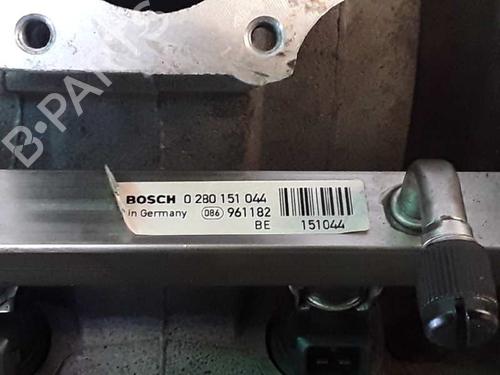 B-PARTS
BOSCH 0 280 151 044
in Germany 086 961182
BE 151044